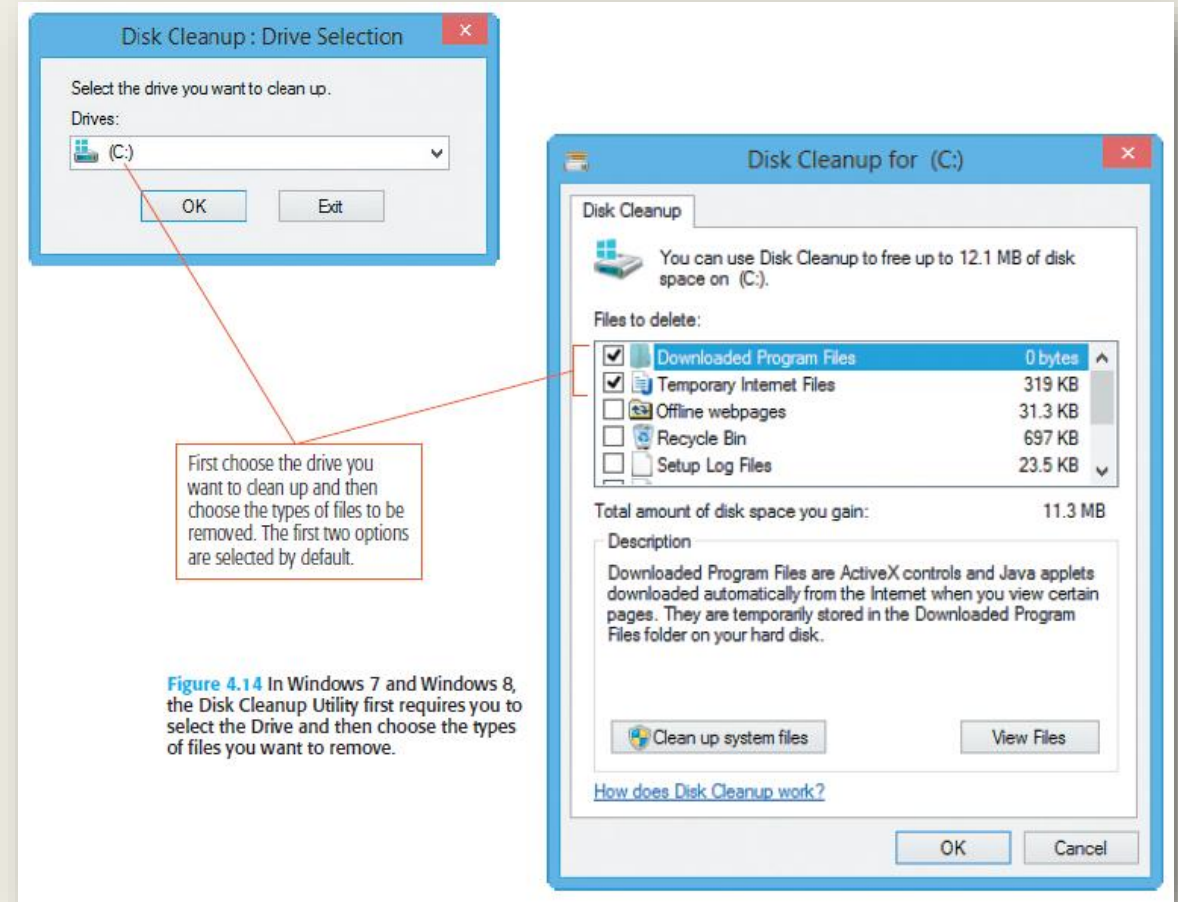 Disk Cleanup : Drive Selection
Select the drive you want to clean up.
Drives:
(C:)
OK
Exit
First choose the drive you
want to clean up and then
choose the types of files to be
removed. The first two options
are selected by default.
Figure 4.14 In Windows 7 and Windows 8,
the Disk Cleanup Utility first requires you to
select the Drive and then choose the types
of files you want to remove.
Disk Cleanup for (C:)
Disk Cleanup
You can use Disk Cleanup to free up to 12.1 MB of disk
space on (C:).
Files to delete:
Downloaded Program Files 0 bytes
Temporary Internet Files 319 KB
Offline webpages 31.3 KB
Recycle Bin 697 KB
Setup Log Files 23.5 KB
Total amount of disk space you gain: 11.3 MB
Description
Downloaded Program Files are ActiveX controls and Java applets
downloaded automatically from the Internet when you view certain
pages. They are temporarily stored in the Downloaded Program
Files folder on your hard disk.
Clean up system files
View Files
How does Disk Cleanup work?
OK
Cancel